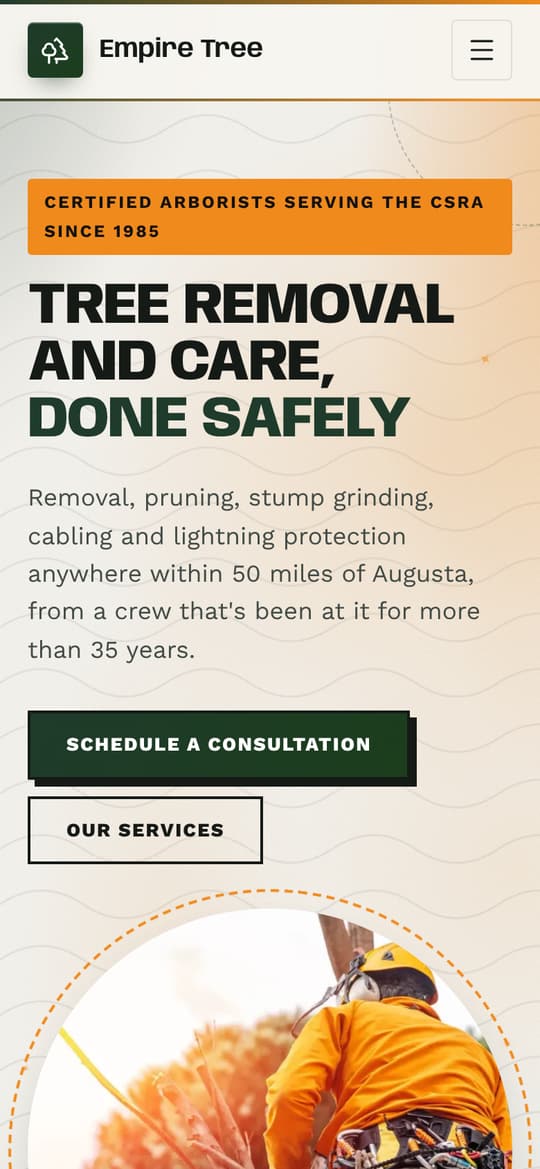 Empire Tree
CERTIFIED ARBORISTS SERVING THE CSRA
SINCE 1985
TREE REMOVAL
AND CARE,
DONE SAFELY
Removal, pruning, stump grinding,
cabling and lightning protection
anywhere within 50 miles of Augusta,
from a crew that's been at it for more
than 35 years.
SCHEDULE A CONSULTATION
OUR SERVICES